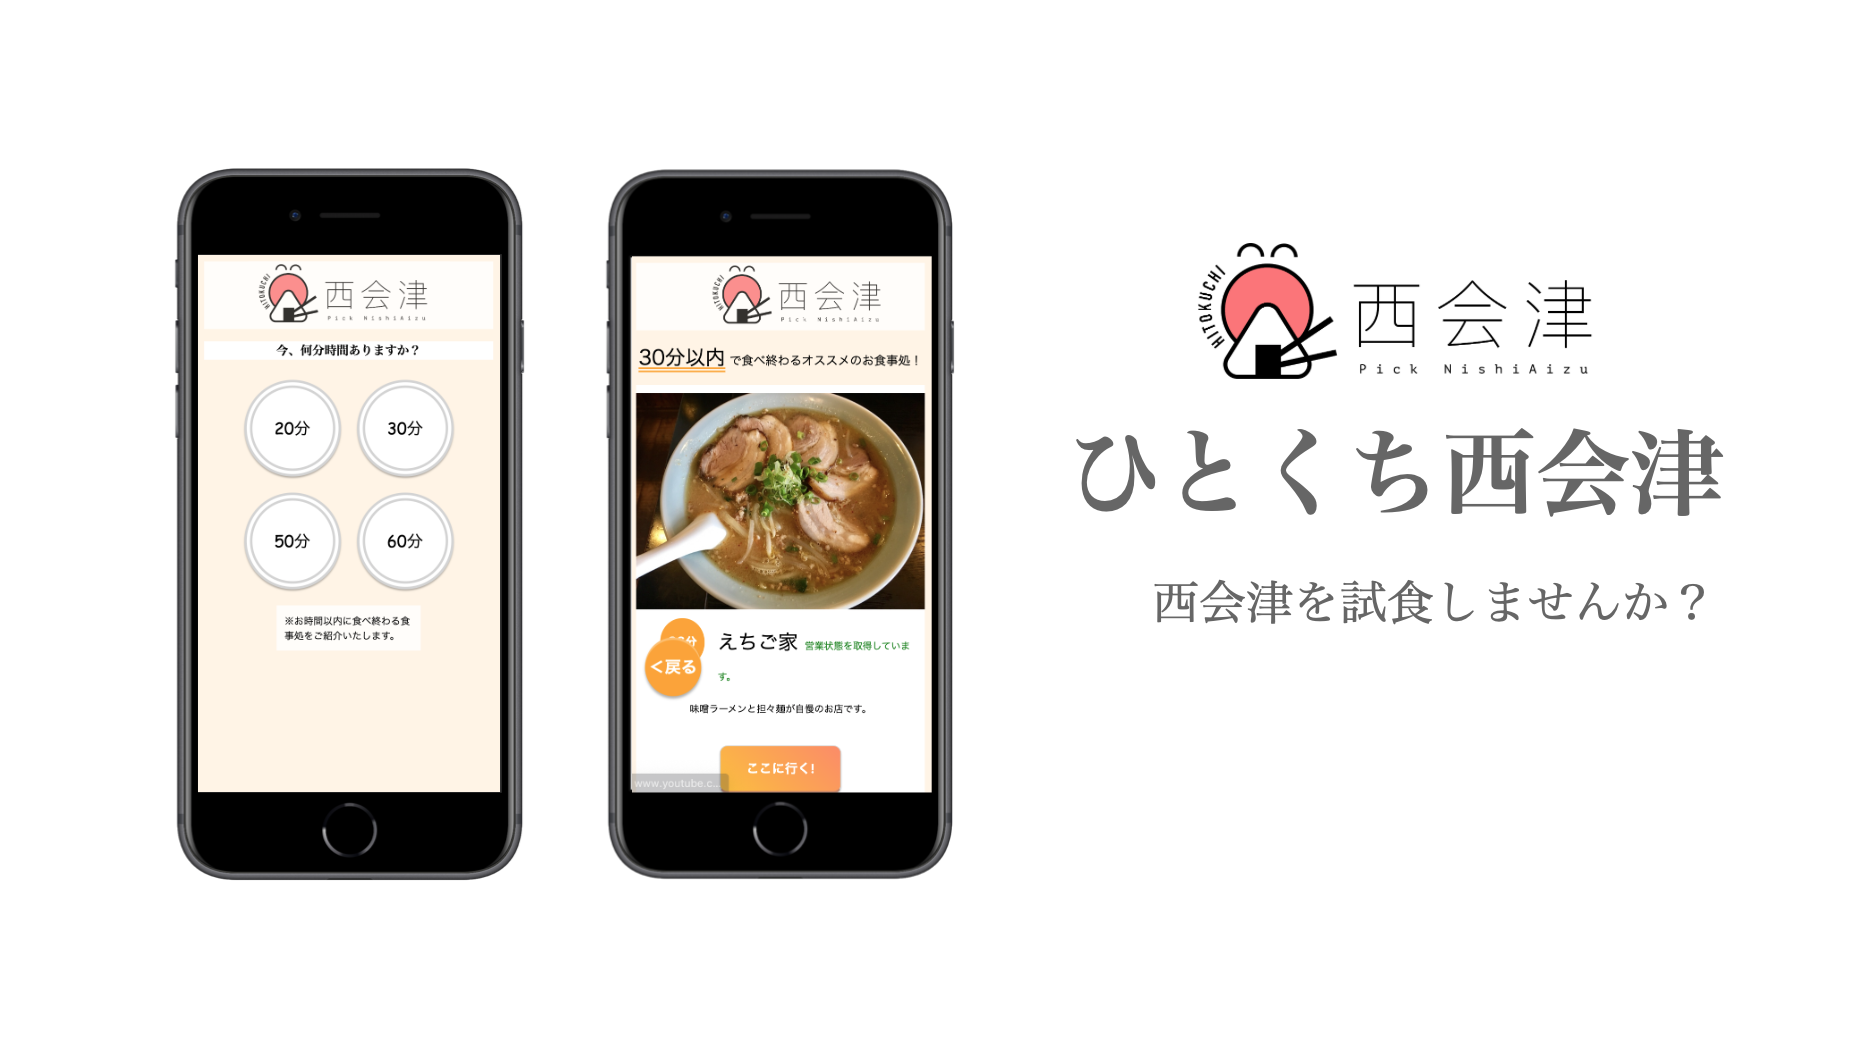 HITOKUCHI
西会津
Pick NishiAizu
今、何分時間ありますか？
20分
30分
50分
60分
※お時間以内に食べ終わる食
事処をご紹介いたします。
HITOKUCHI
西会津
Pick NishiAizu
30分以内 で食べ終わるオススメのお食事処！
分
<戻る
えちご家 営業状態を取得していま
す。
味噌ラーメンと担々麺が自慢のお店です。
ここに行く!
www.youtube.c...
HITOKUCHI
西会津
Pick NishiAizu
ひとくち西会津
西会津を試食しませんか？